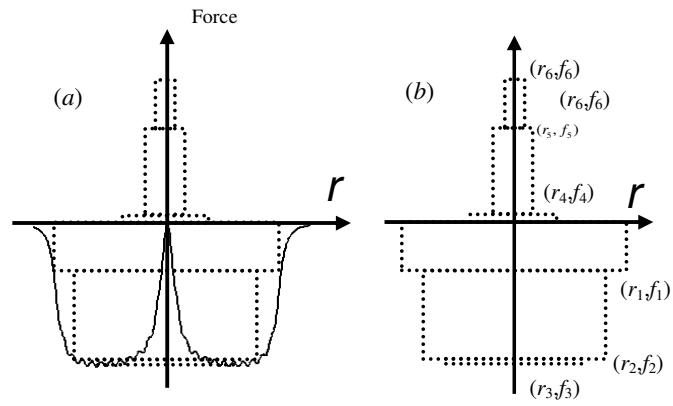 Force
(a)
r
(b)
(r6,f6)
(r6,f6)
(r5, f5)
(r4,f4)
r
(r1,f1)
(r2,f2)
(r3,f3)